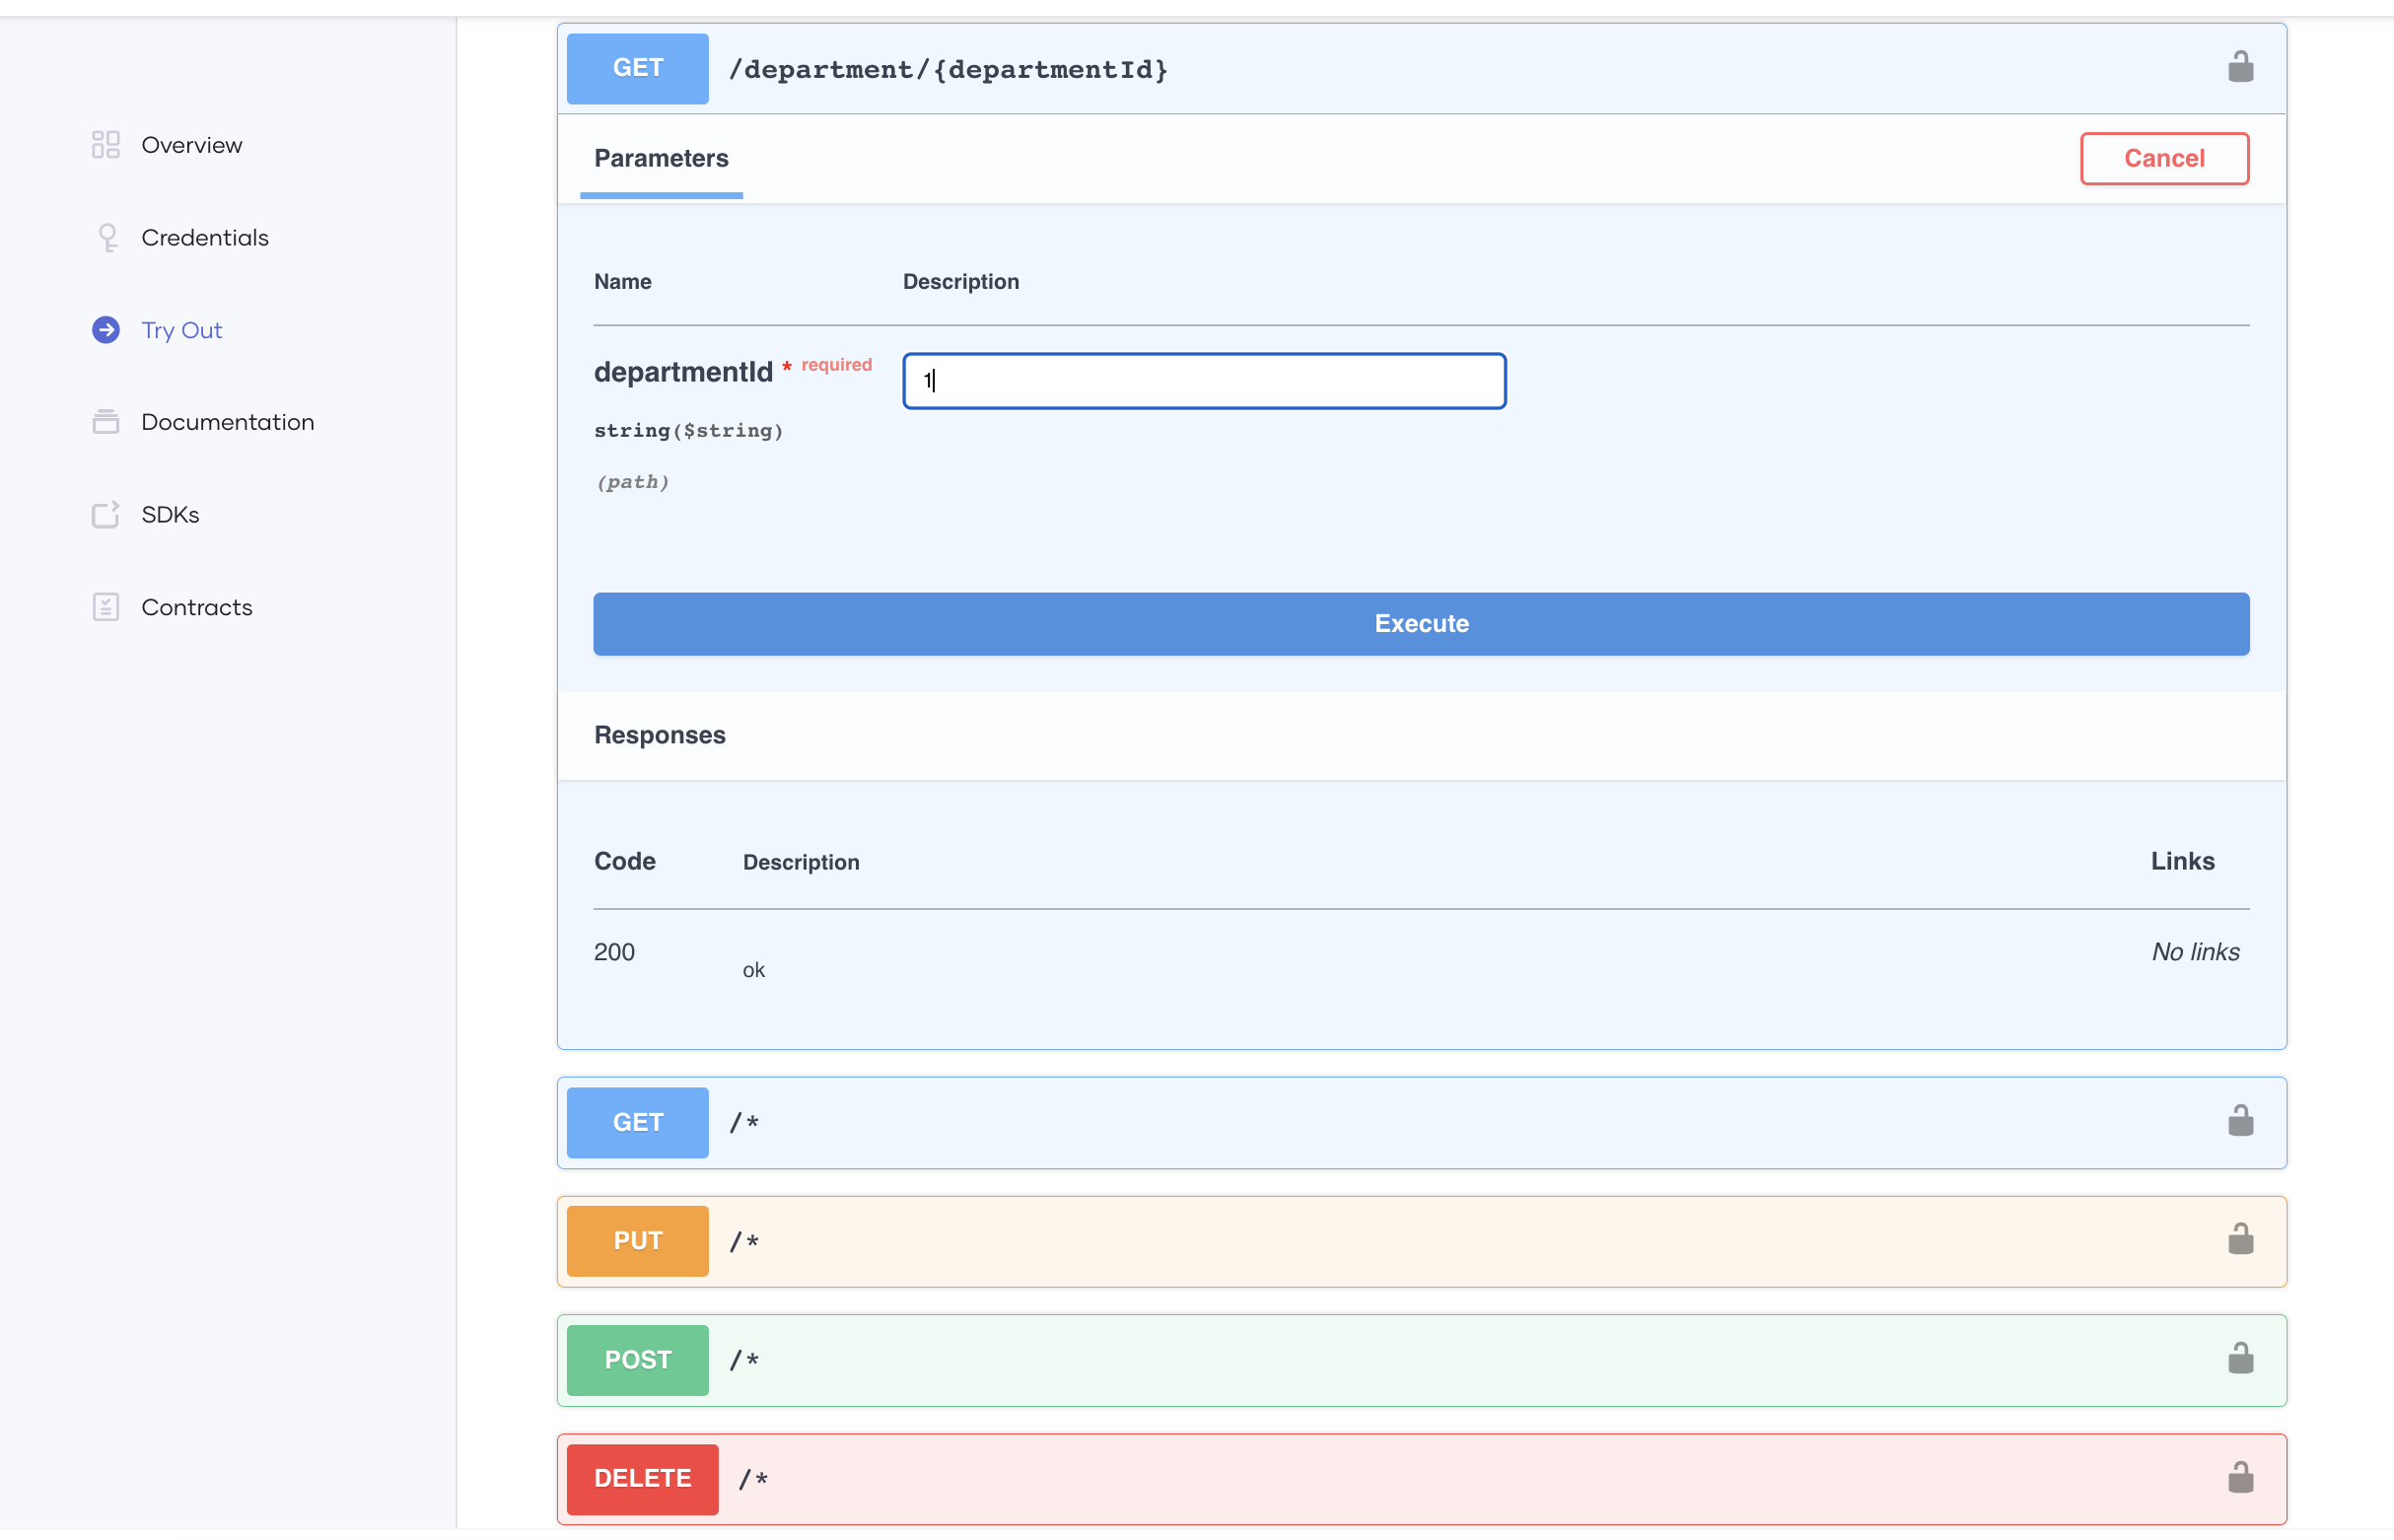 Overview
Credentials
Try Out
Documentation
SDKs
Contracts
GET /department/{departmentId}
Parameters Cancel
Name Description
departmentId * required 1
string($string)
(path)
Execute
Responses
Code Description Links
200 ok No links
GET /*
PUT /*
POST /*
DELETE /*